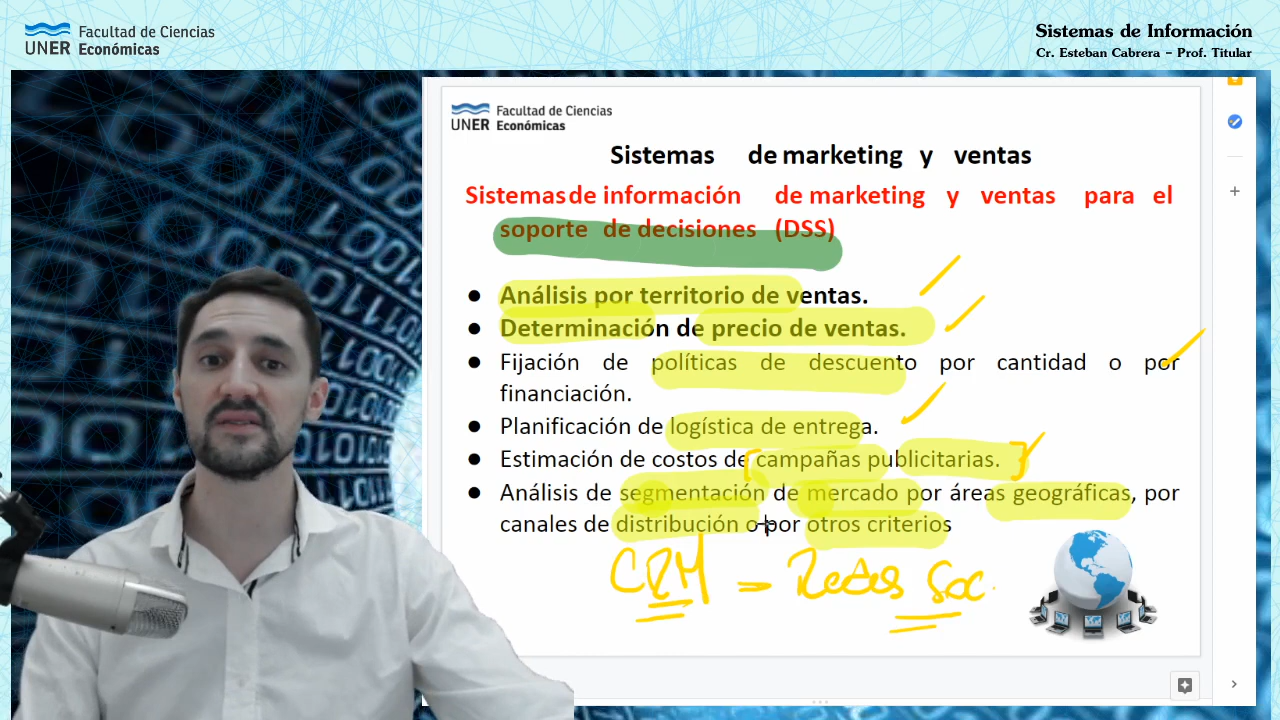 Facultad de Ciencias
UNER Económicas
Sistemas de Información
Cr. Esteban Cabrera - Prof. Titular
Facultad de Ciencias
UNER Económicas
Sistemas de marketing y ventas
Sistemas de información de marketing y ventas para el
soporte de decisiones (DSS)
● Análisis por territorio de ventas.
● Determinación de precio de ventas.
● Fijación de políticas de descuento por cantidad o por
financiación.
● Planificación de logística de entrega.
● Estimación de costos de campañas publicitarias.
● Análisis de segmentación de mercado por áreas geográficas, por
canales de distribución o por otros criterios
CRM = Redes Soc.